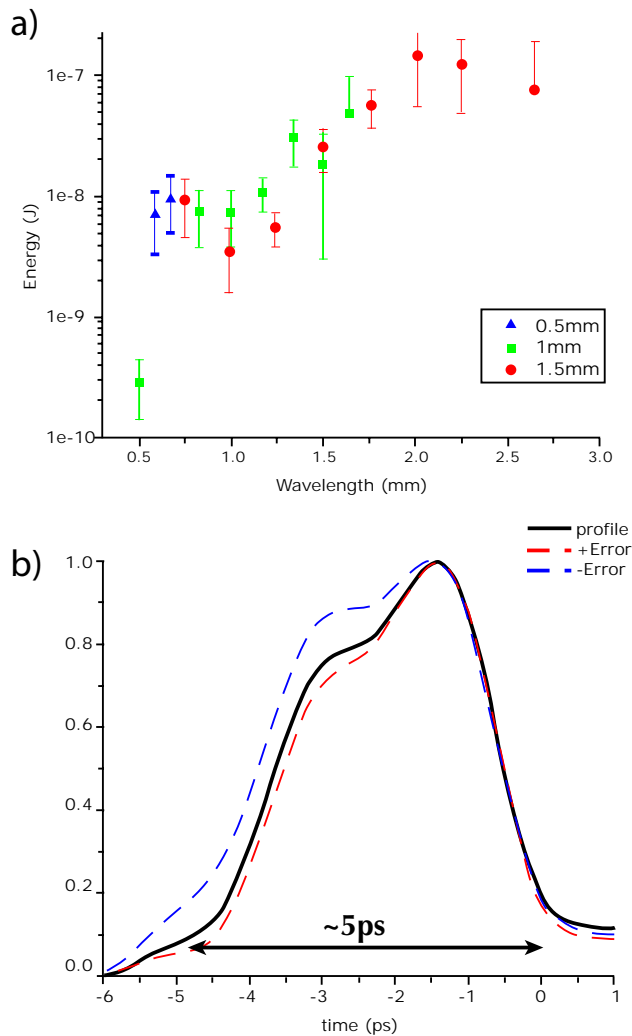 a)
1e-7
1e-8
1e-9
1e-10
Energy (J)
0.5mm
1mm
1.5mm
0.5 1.0 1.5 2.0 2.5 3.0
Wavelength (mm)
profile
+Error
-Error
b)
1.0
0.8
0.6
0.4
0.2
0.0
~5ps
-6 -5 -4 -3 -2 -1 0 1
time (ps)